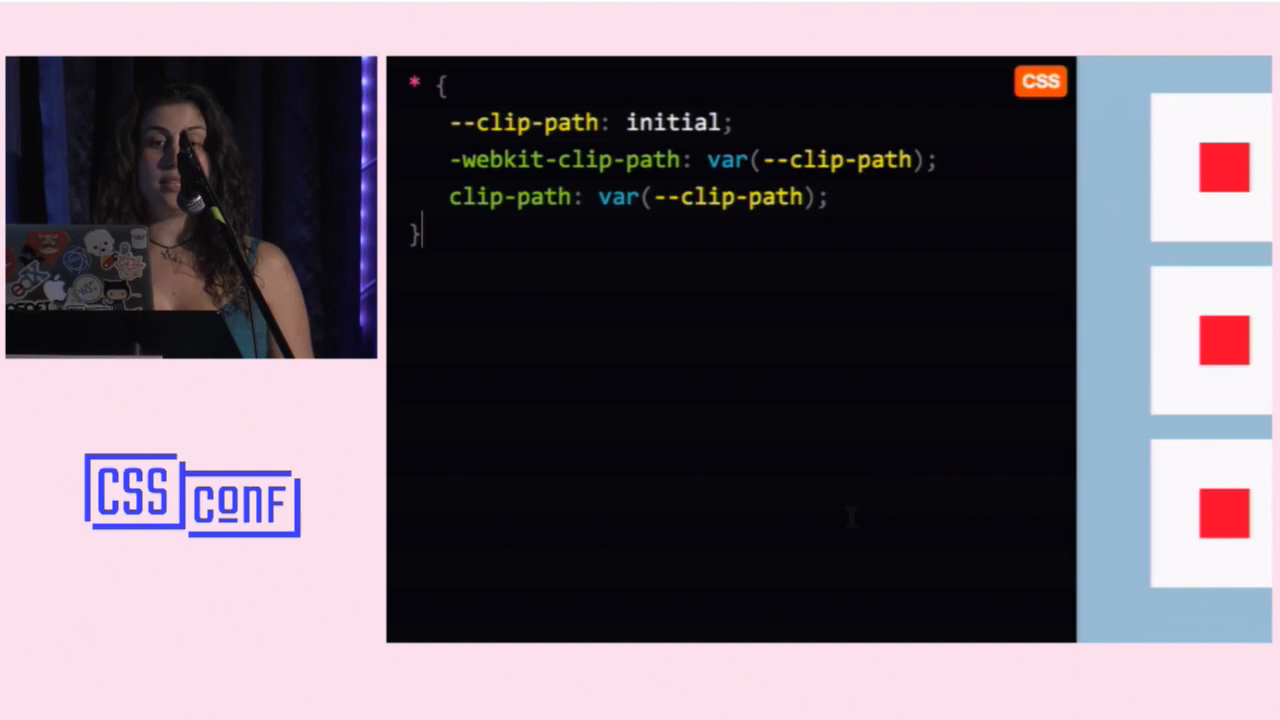 * {
--clip-path: initial;
-webkit-clip-path: var(--clip-path);
clip-path: var(--clip-path);
}
CSS
CSS
CONF